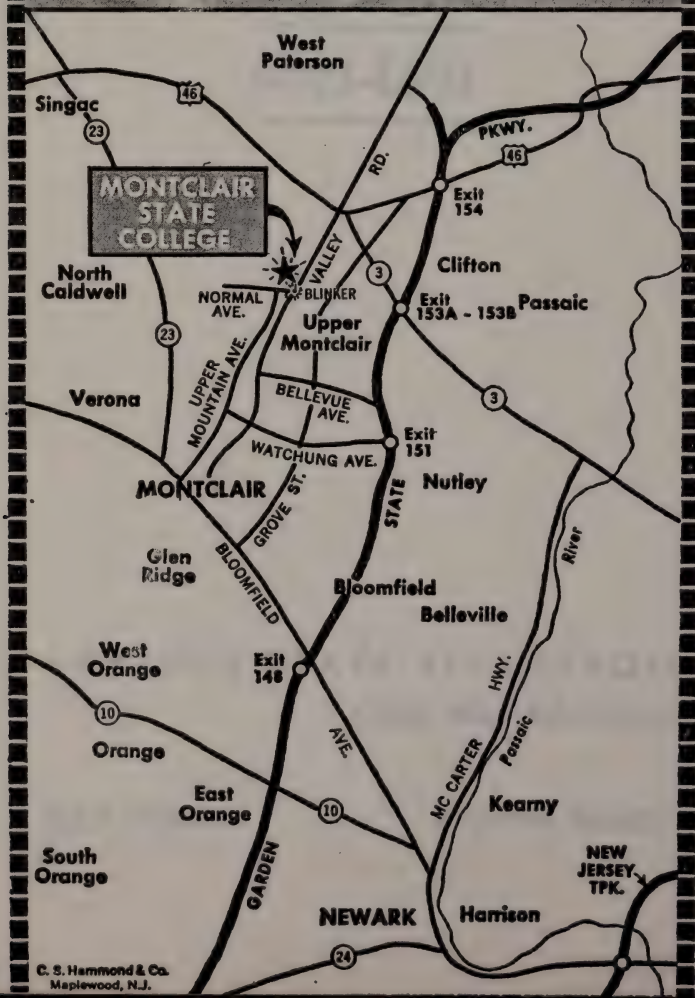 West
Paterson
46
Singac
23
PKWY.
46
RD.
Exit
154
MONTCLAIR
STATE
COLLEGE
VALLEY
3
Clifton
North
Caldwell
NORMAL
AVE.
BLINKER
Exit
153A - 153B
Passaic
Upper
Montclair
23
UPPER
MOUNTAIN AVE.
Verona
BELLEVUE
AVE.
3
WATCHUNG AVE.
Exit
151
MONTCLAIR
Nutley
GROVE ST.
STATE
Glen
Ridge
BLOOMFIELD
River
Bloomfield
Belleville
West
Orange
Exit
148
HWY.
10
AVE.
Passaic
Orange
MC CARTER
East
Orange
10
Kearny
South
Orange
GARDEN
NEW
JERSEY
TPK.
NEWARK
Harrison
24
C. S. Hammond & Co.
Maplewood, N.J.